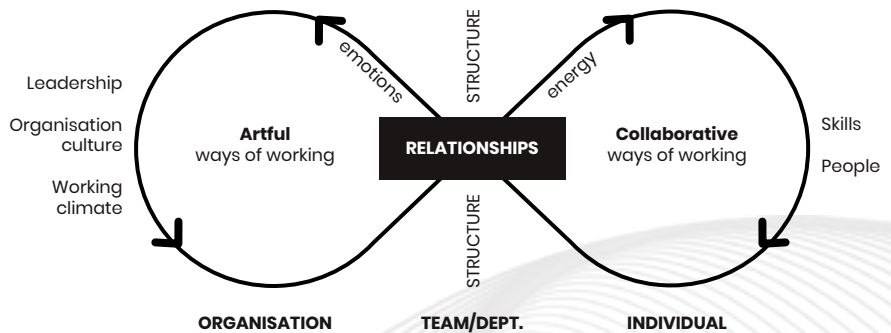 Leadership
Organisation
culture
Working
climate
emotions
Artful
ways of working
STRUCTURE
RELATIONSHIPS
STRUCTURE
energy
Collaborative
ways of working
Skills
People
ORGANISATION
TEAM/DEPT.
INDIVIDUAL